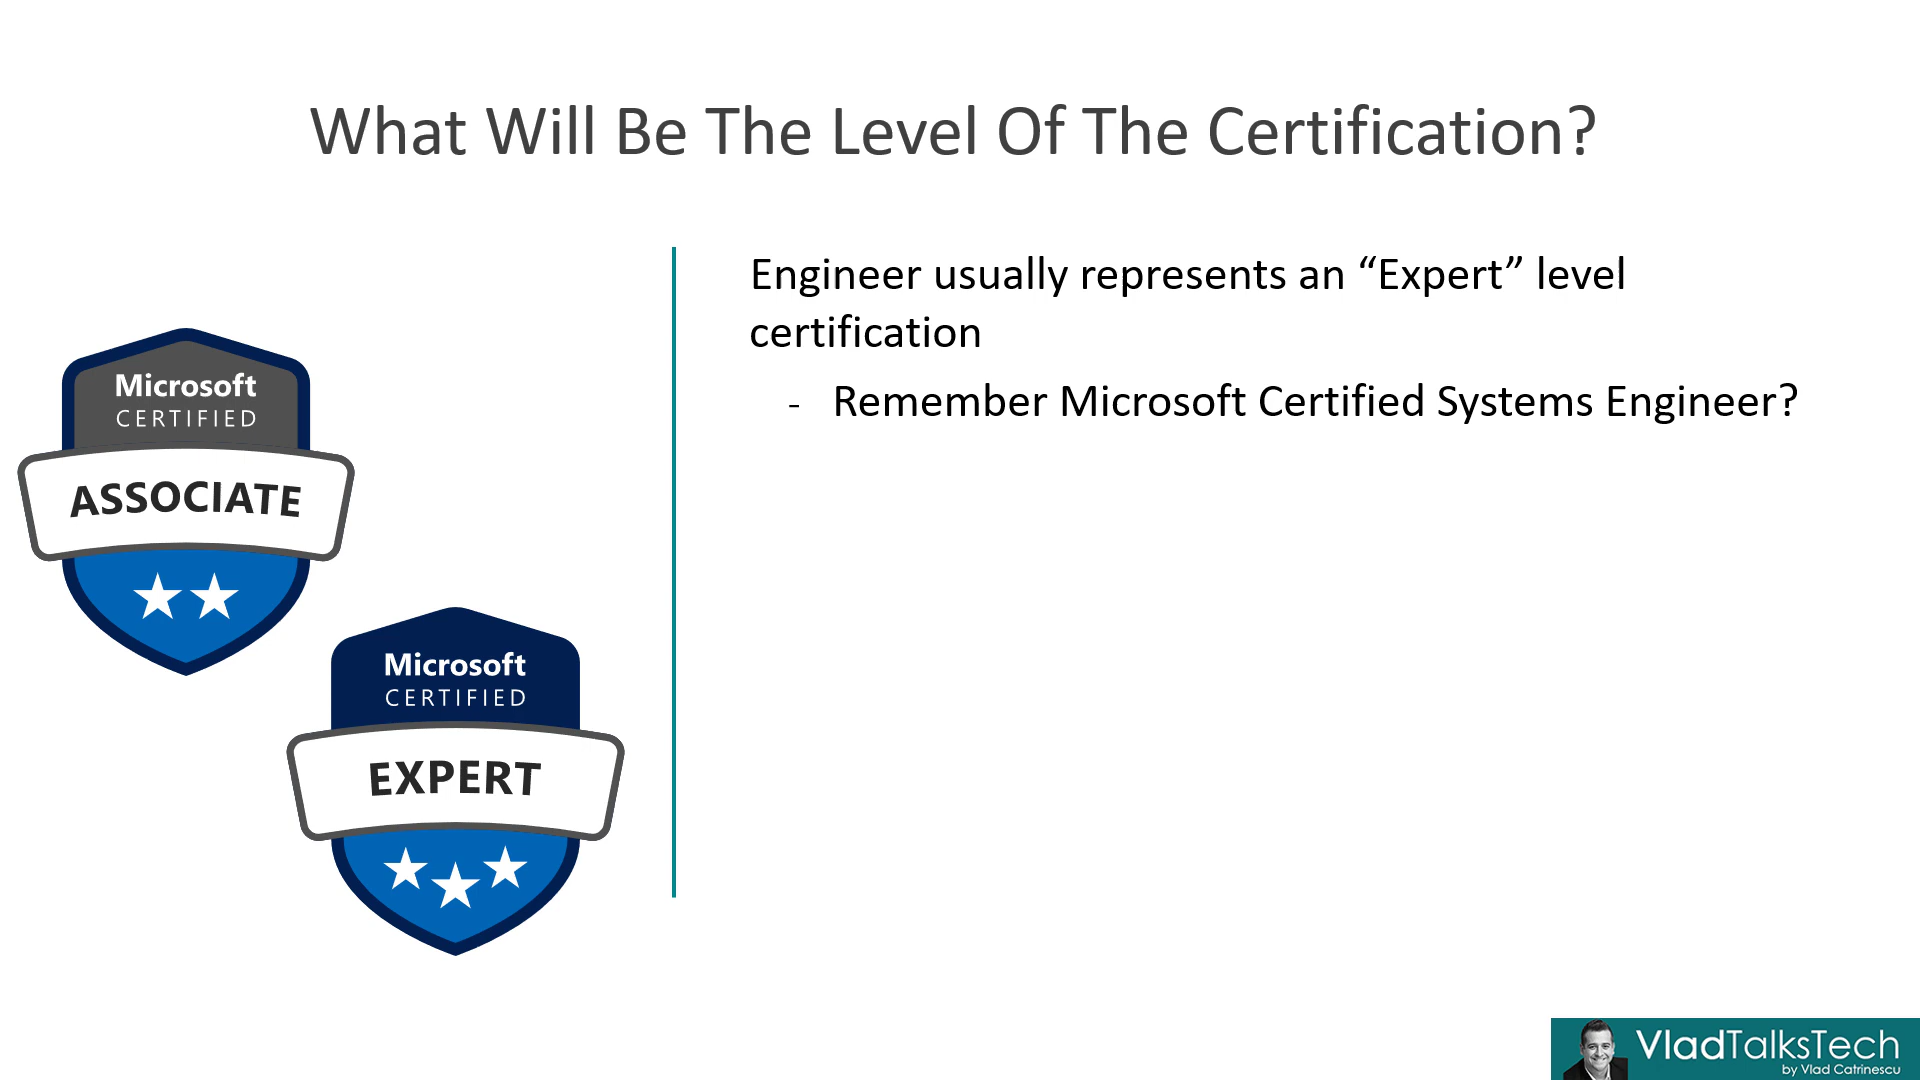 What Will Be The Level Of The Certification?
Engineer usually represents an “Expert” level
certification
- Remember Microsoft Certified Systems Engineer?
Microsoft
CERTIFIED
ASSOCIATE
Microsoft
CERTIFIED
EXPERT
VladTalksTech
by Vlad Catrinescu